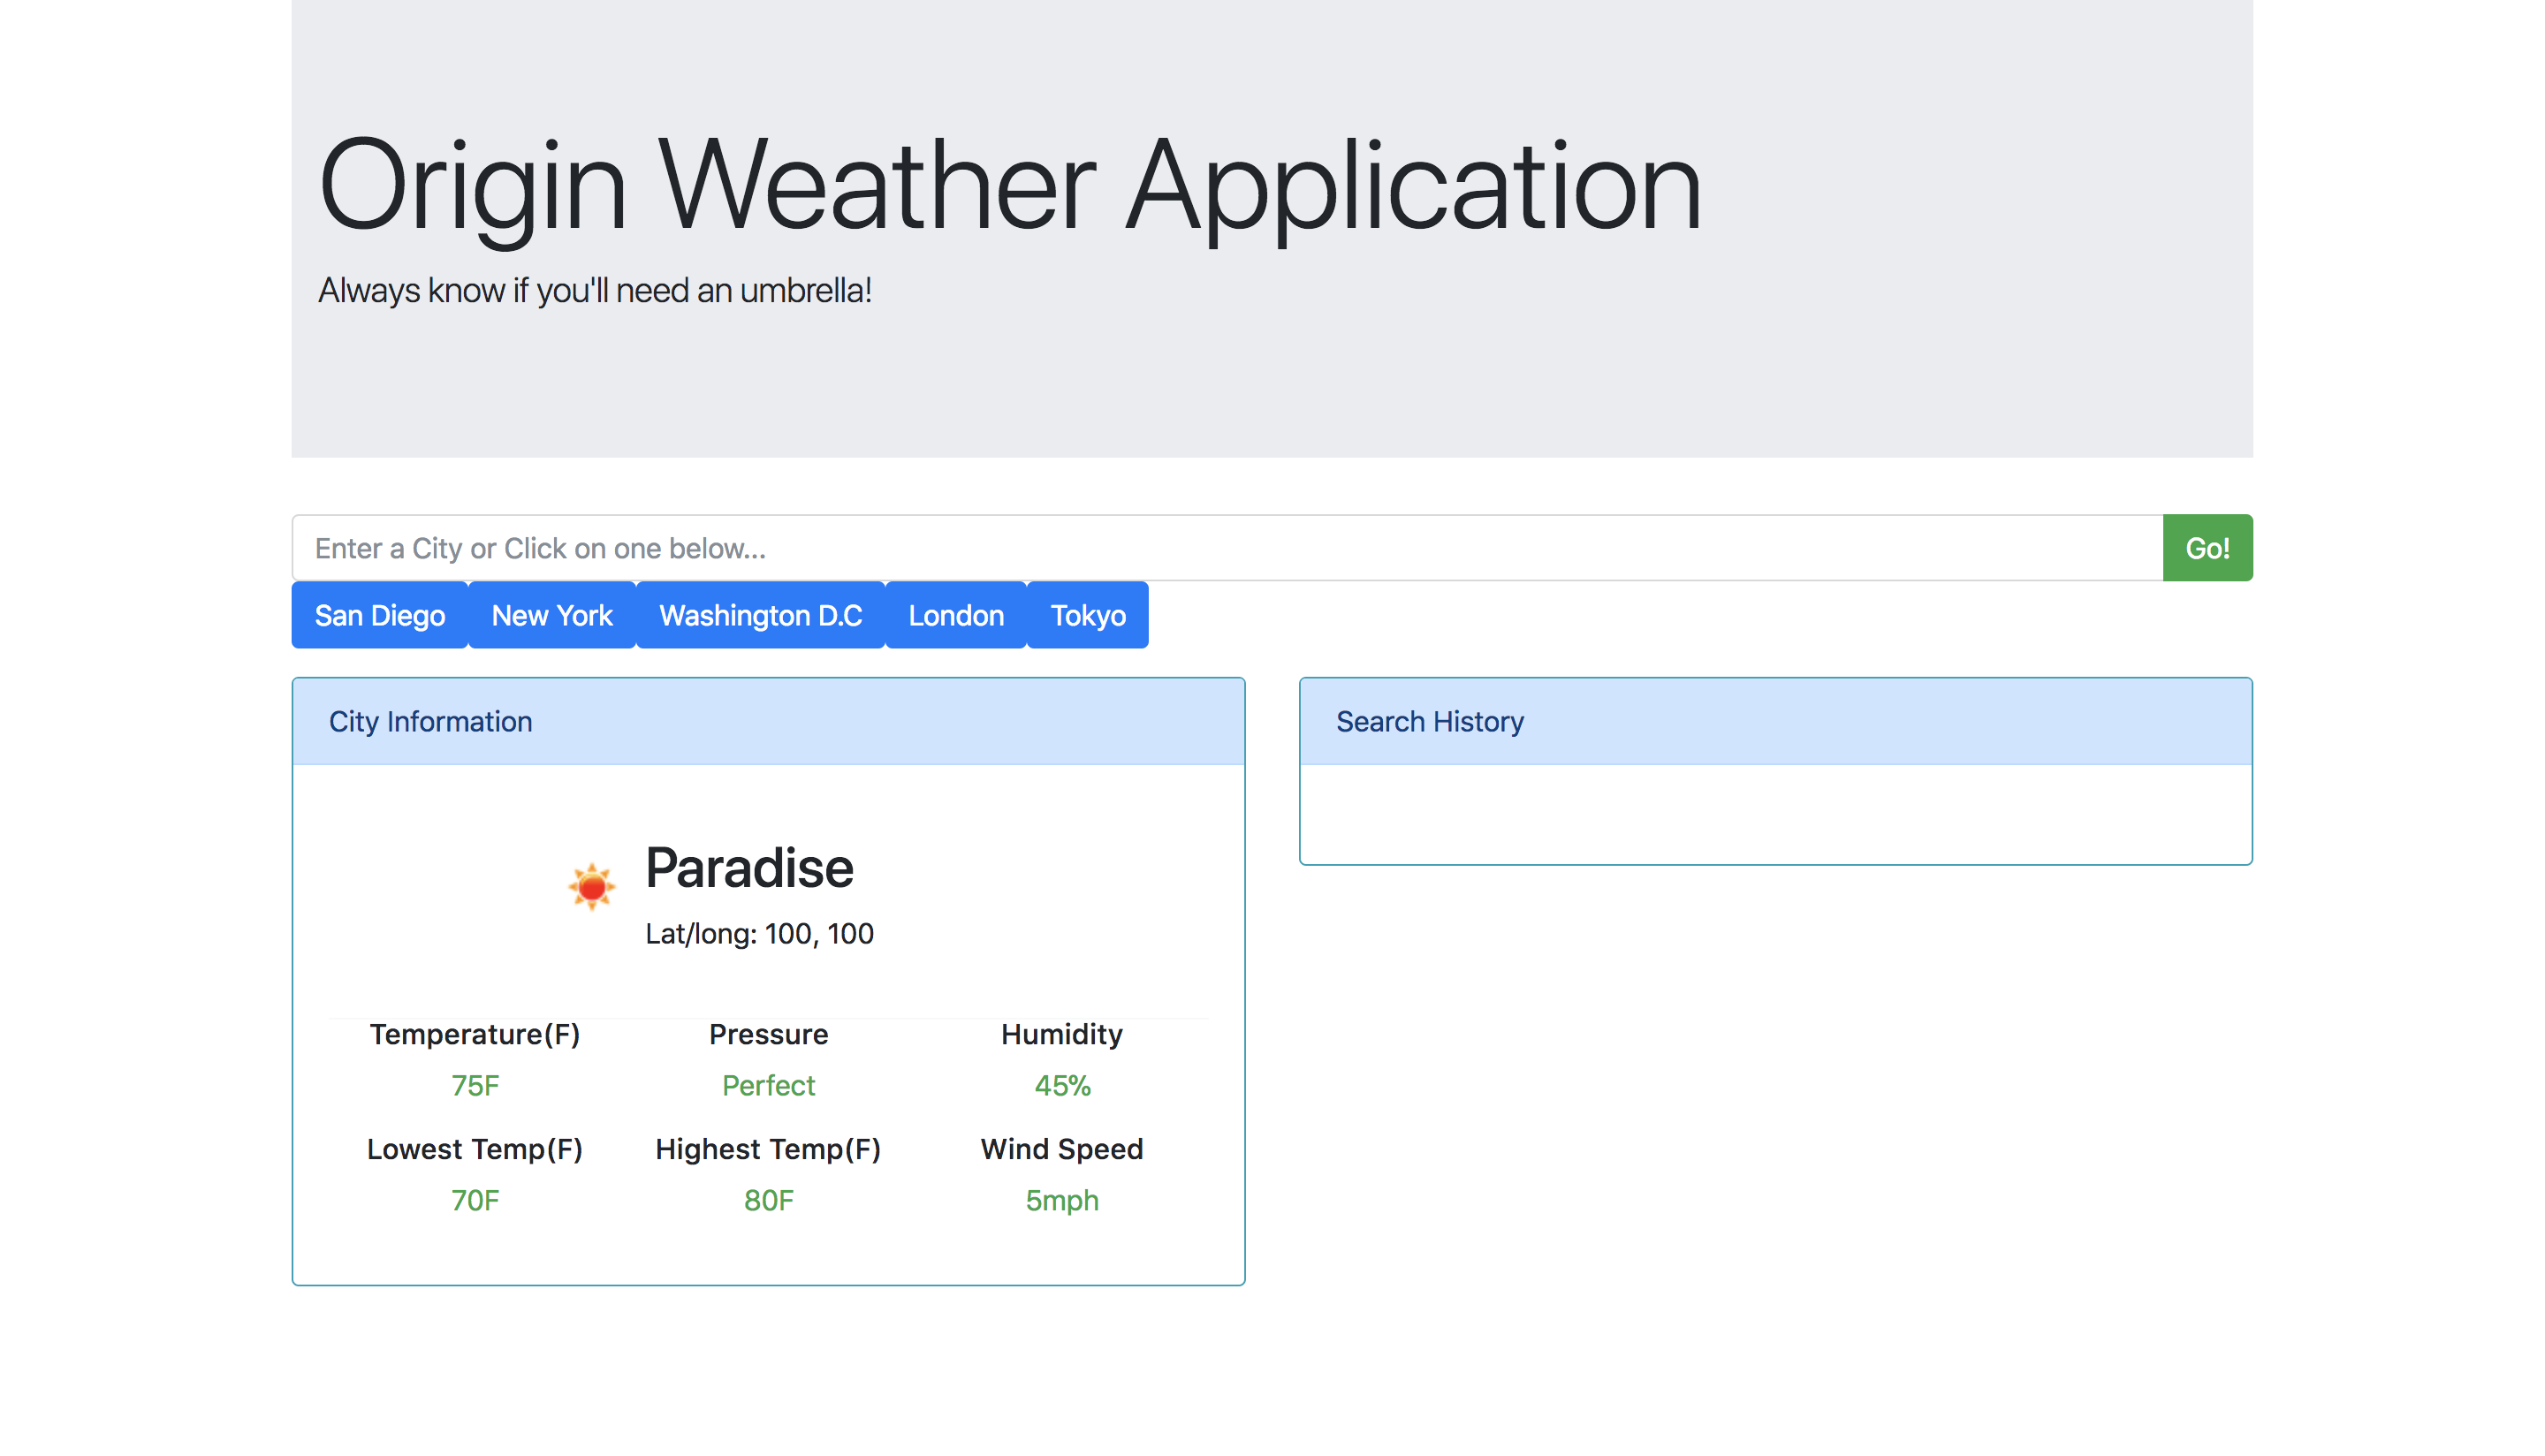 Origin Weather Application
Always know if you'll need an umbrella!
Enter a City or Click on one below...
Go!
San Diego New York Washington D.C London Tokyo
City Information
Paradise
Lat/long: 100, 100
Temperature(F) Pressure Humidity
75F Perfect 45%
Lowest Temp(F) Highest Temp(F) Wind Speed
70F 80F 5mph
Search History